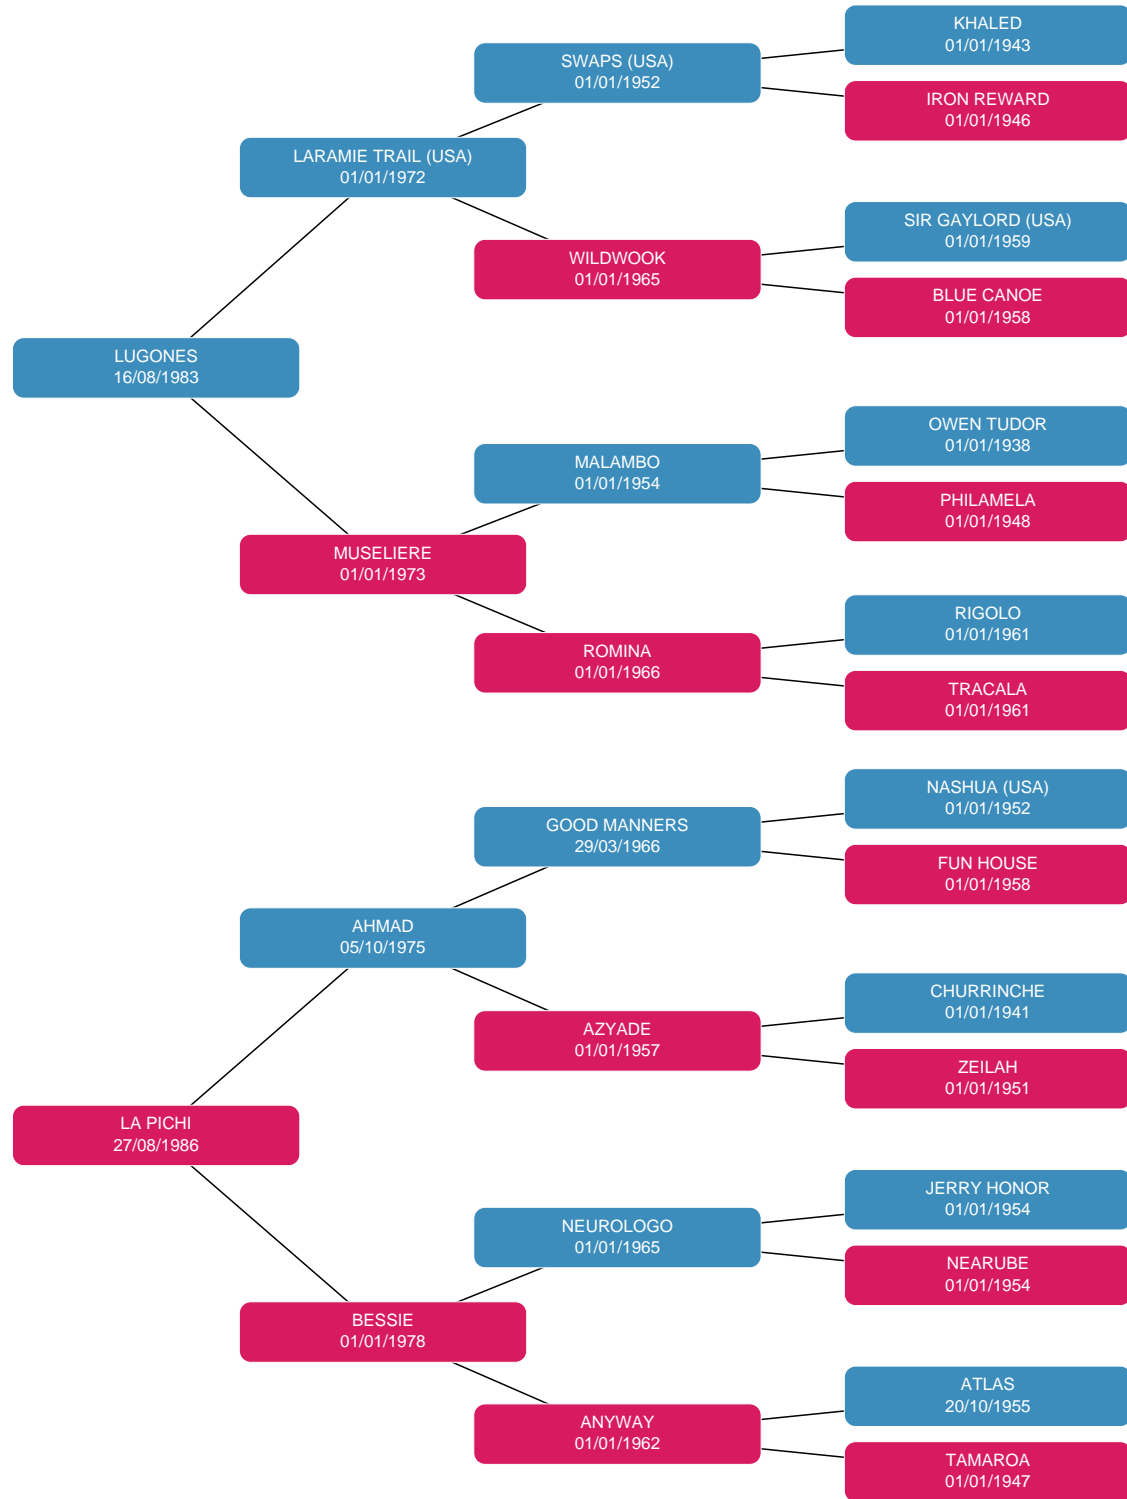 KHALED
01/01/1943
SWAPS (USA)
01/01/1952
IRON REWARD
01/01/1946
LARAMIE TRAIL (USA)
01/01/1972
SIR GAYLORD (USA)
01/01/1959
WILDWOOK
01/01/1965
BLUE CANOE
01/01/1958
LUGONES
16/08/1983
OWEN TUDOR
01/01/1938
MALAMBO
01/01/1954
PHILAMELA
01/01/1948
MUSELIERE
01/01/1973
RIGOLO
01/01/1961
ROMINA
01/01/1966
TRACALA
01/01/1961
NASHUA (USA)
01/01/1952
GOOD MANNERS
29/03/1966
FUN HOUSE
01/01/1958
AHMAD
05/10/1975
CHURRINCHE
01/01/1941
AZYADE
01/01/1957
ZEILAH
01/01/1951
LA PICHI
27/08/1986
JERRY HONOR
01/01/1954
NEUROLOGO
01/01/1965
NEARUBE
01/01/1954
BESSIE
01/01/1978
ATLAS
20/10/1955
ANYWAY
01/01/1962
TAMAROA
01/01/1947